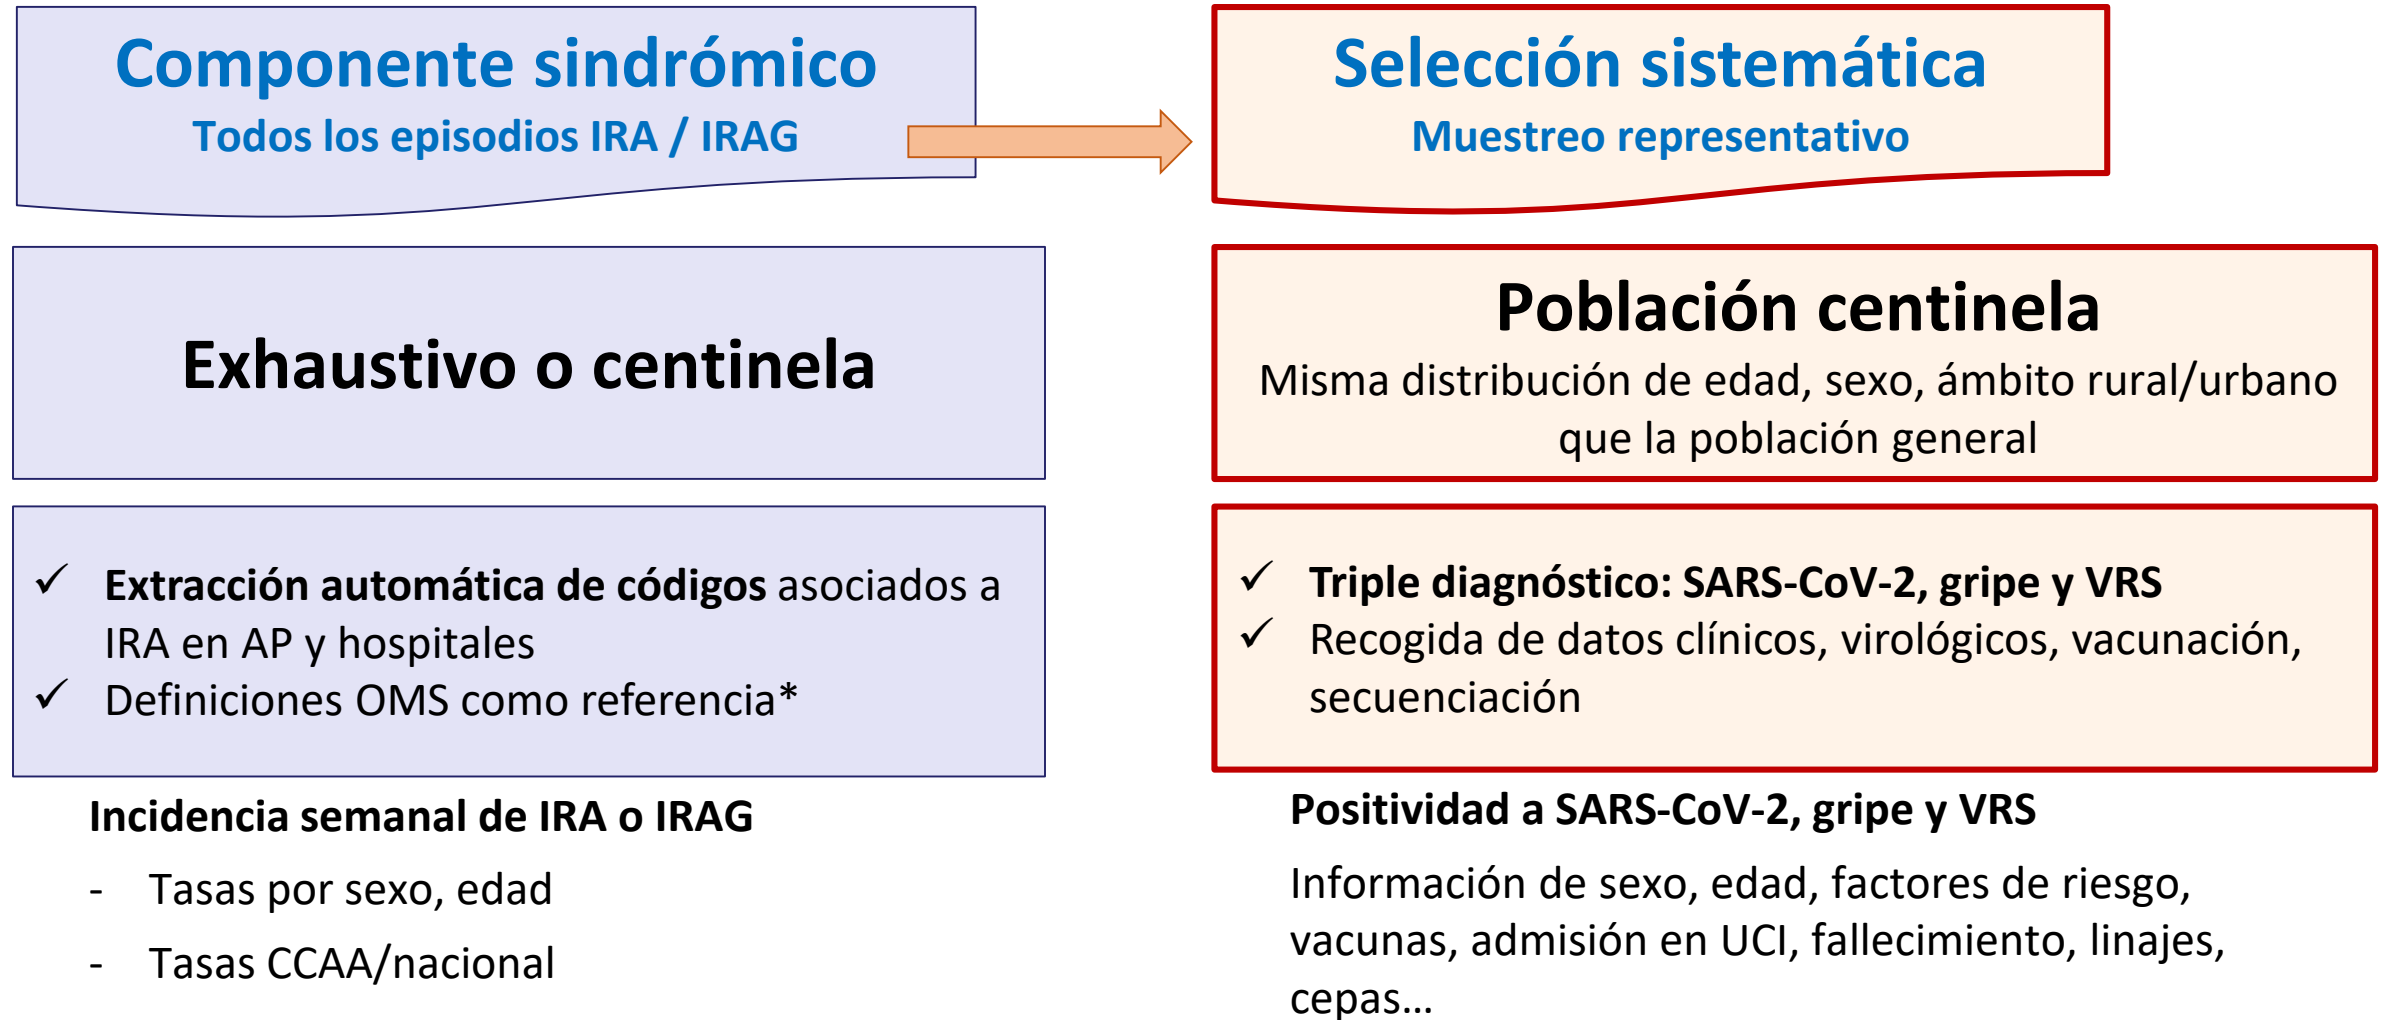 Componente sindrómico
Todos los episodios IRA / IRAG
Exhaustivo o centinela
✓ Extracción automática de códigos asociados a
IRA en AP y hospitales
✓ Definiciones OMS como referencia*
Incidencia semanal de IRA o IRAG
- Tasas por sexo, edad
- Tasas CCAA/nacional
Selección sistemática
Muestreo representativo
Población centinela
Misma distribución de edad, sexo, ámbito rural/urbano
que la población general
✓ Triple diagnóstico: SARS-CoV-2, gripe y VRS
✓ Recogida de datos clínicos, virológicos, vacunación,
secuenciación
Positividad a SARS-CoV-2, gripe y VRS
Información de sexo, edad, factores de riesgo,
vacunas, admisión en UCI, fallecimiento, linajes,
cepas…